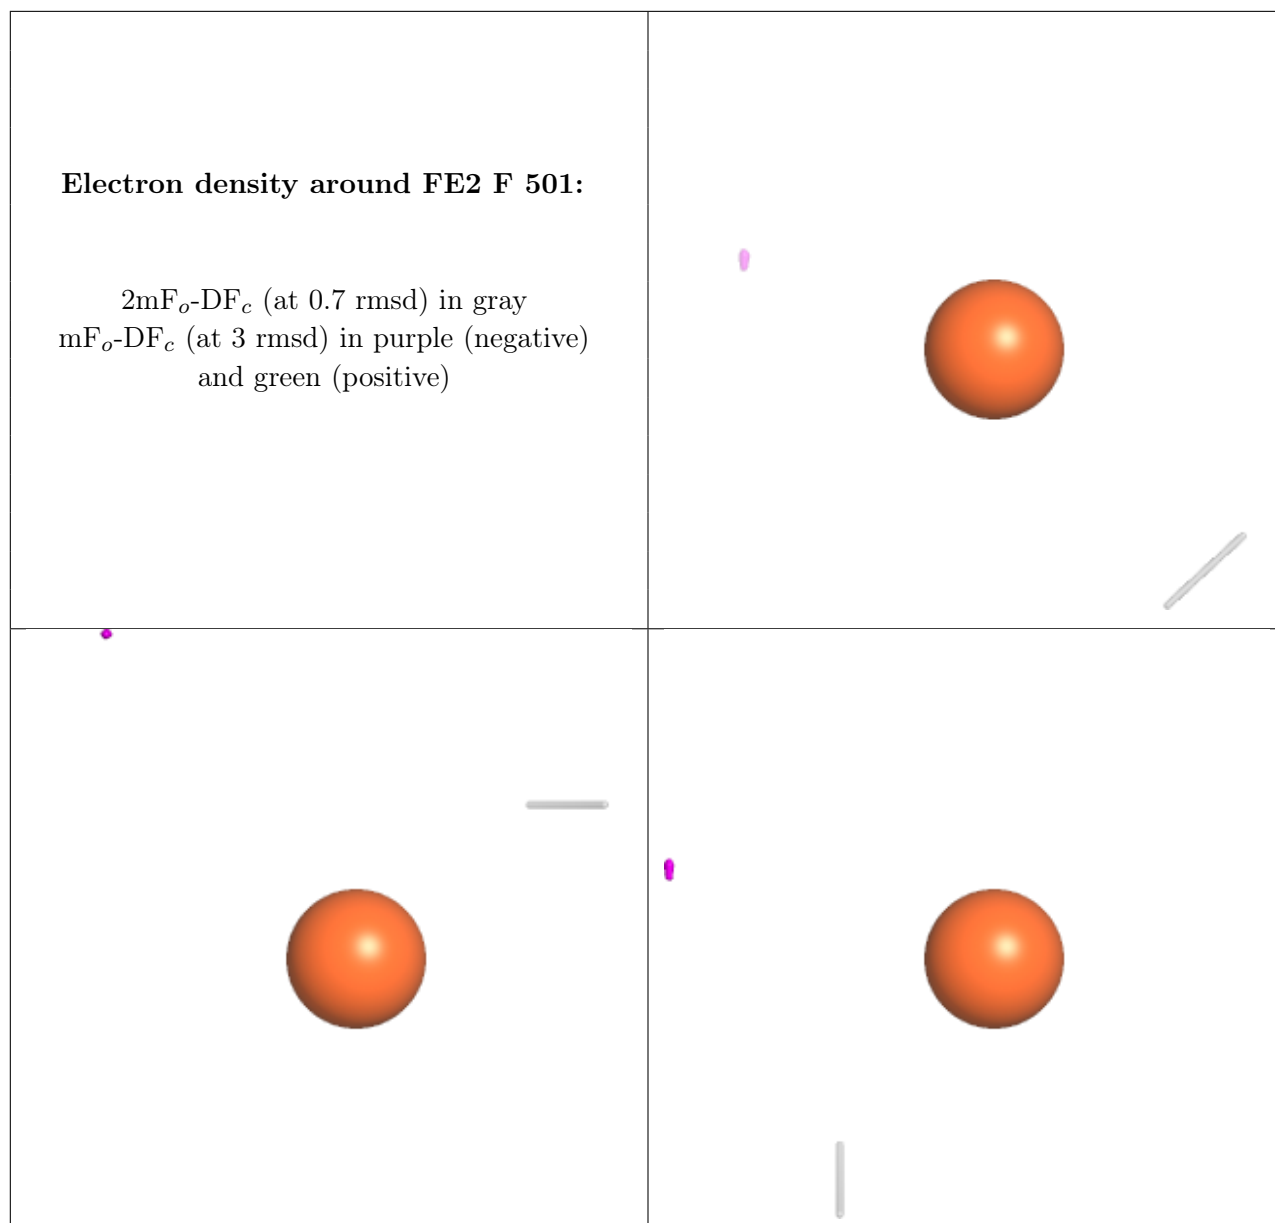 Electron density around FE2 F 501:
2mFₒ-DF𝒸 (at 0.7 rmsd) in gray
mFₒ-DF𝒸 (at 3 rmsd) in purple (negative)
and green (positive)